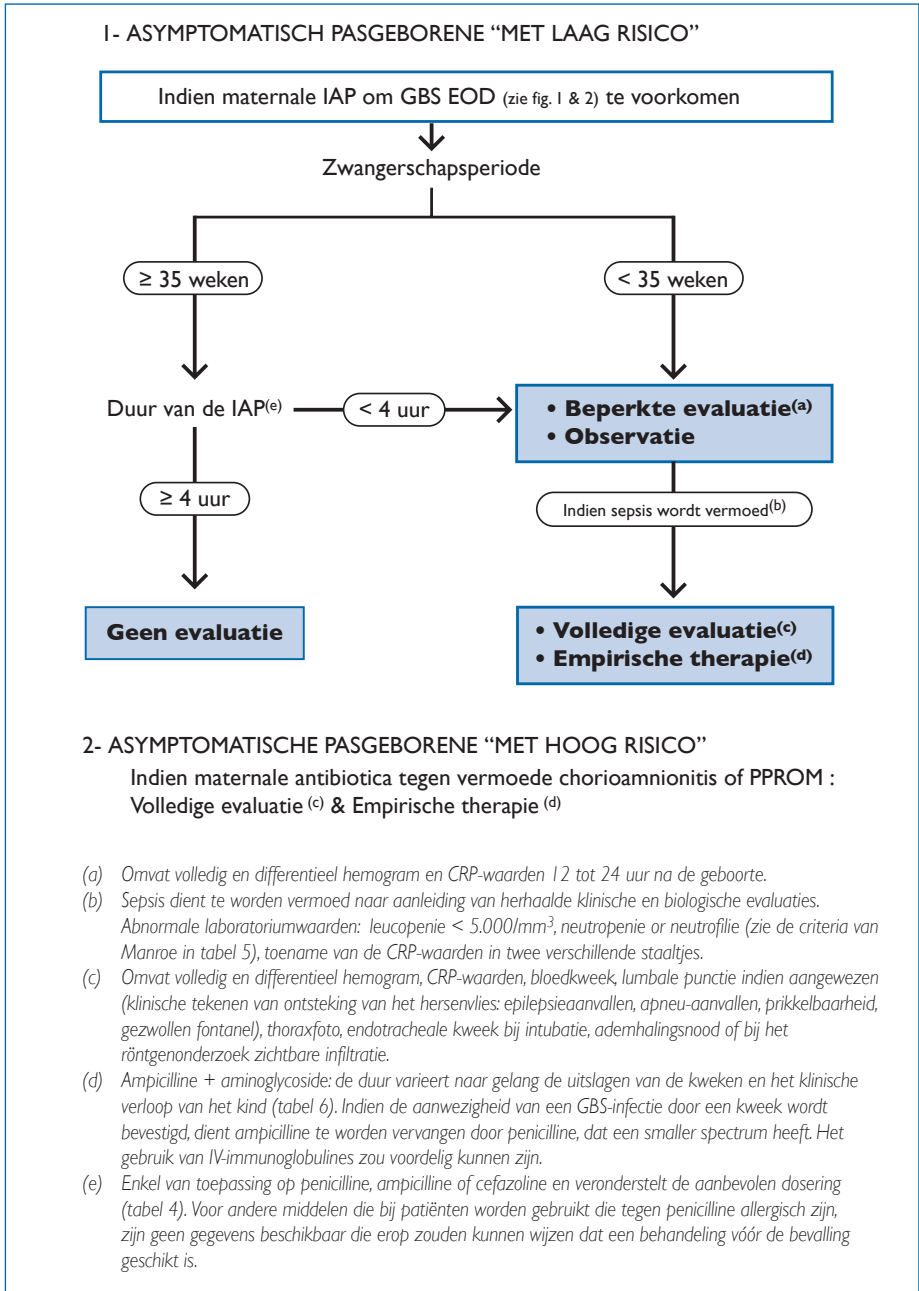 1- ASYMPTOMATISCH PASGEBORENE “MET LAAG RISICO”
Indien maternale IAP om GBS EOD (zie fig. 1 & 2) te voorkomen
Zwangerschapsperiode
≥ 35 weken
< 35 weken
Duur van de IAP(e)
< 4 uur
• Beperkte evaluatie(a)
• Observatie
≥ 4 uur
Indien sepsis wordt vermoed(b)
Geen evaluatie
• Volledige evaluatie(c)
• Empirische therapie(d)
2- ASYMPTOMATISCHE PASGEBORENE “MET HOOG RISICO”
Indien maternale antibiotica tegen vermoede chorioamnionitis of PPROM :
Volledige evaluatie (c) & Empirische therapie (d)
(a) Omvat volledig en differentieel hemogram en CRP-waarden 12 tot 24 uur na de geboorte.
(b) Sepsis dient te worden vermoed naar aanleiding van herhaalde klinische en biologische evaluaties.
Abnormale laboratoriumwaarden: leucopenie < 5.000/mm³, neutropenie or neutrofilie (zie de criteria van
Manroe in tabel 5), toename van de CRP-waarden in twee verschillende staaltjes.
(c) Omvat volledig en differentieel hemogram, CRP-waarden, bloedkweek, lumbale punctie indien aangewezen
(klinische tekenen van ontsteking van het hersenvlies: epilepsieaanvallen, apneu-aanvallen, prikkelbaarheid,
gezwollen fontanel), thoraxfoto, endotracheale kweek bij intubatie, ademhalingsnood of bij het
röntgenonderzoek zichtbare infiltratie.
(d) Ampicilline + aminoglycoside: de duur varieert naar gelang de uitslagen van de kweken en het klinische
verloop van het kind (tabel 6). Indien de aanwezigheid van een GBS-infectie door een kweek wordt
bevestigd, dient ampicilline te worden vervangen door penicilline, dat een smaller spectrum heeft. Het
gebruik van IV-immunoglobulines zou voordelig kunnen zijn.
(e) Enkel van toepassing op penicilline, ampicilline of cefazoline en veronderstelt de aanbevolen dosering
(tabel 4). Voor andere middelen die bij patiënten worden gebruikt die tegen penicilline allergisch zijn,
zijn geen gegevens beschikbaar die erop zouden kunnen wijzen dat een behandeling vóór de bevalling
geschikt is.